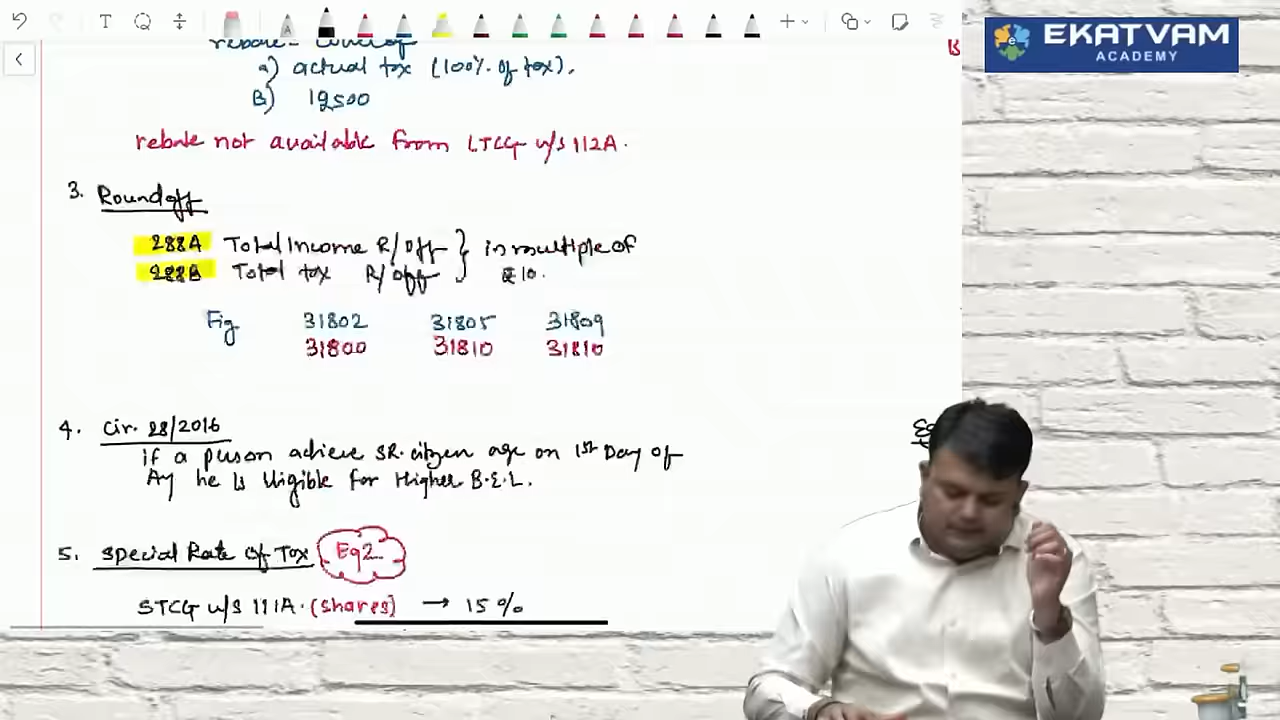 EKATVAM
ACADEMY
a) actual tax (100% of tax).
B) 12500
rebate not available from LTCG u/s 112A.
3. Roundoff
288A Total Income R/off } in multiple of
288B Total tax R/off ₹10.
Fig 31802 31805 31809
31800 31810 31810
4. Cir. 28/2016
if a person achieve SR. citizen age on 1st Day of
Ay he is eligible for Higher B.E.L.
5. Special Rate of Tax Eg2
STCG u/s 111A. (shares) → 15%